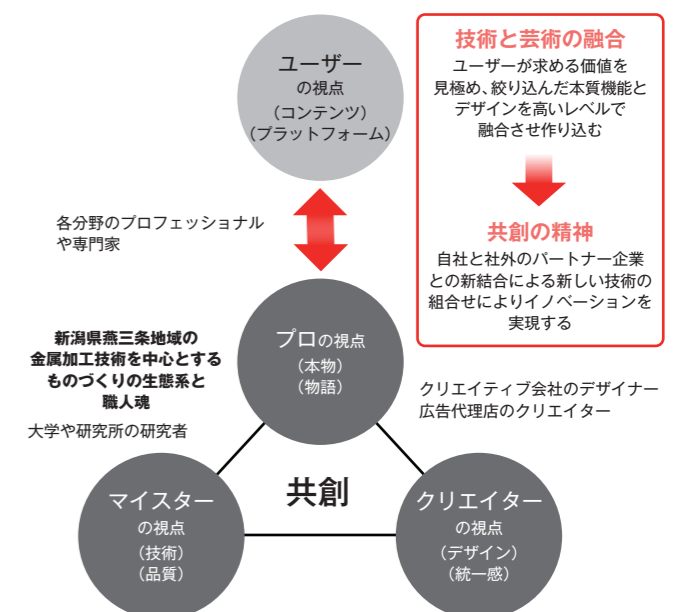 ユーザー
の視点
（コンテンツ）
（プラットフォーム）
技術と芸術の融合
ユーザーが求める価値を
見極め、絞り込んだ本質機能と
デザインを高いレベルで
融合させ作り込む
共創の精神
自社と社外のパートナー企業
との新結合による新しい技術の
組合せによりイノベーションを
実現する
各分野のプロフェッショナル
や専門家
プロの視点
（本物）
（物語）
新潟県燕三条地域の
金属加工技術を中心とする
ものづくりの生態系と
職人魂
大学や研究所の研究者
クリエイティブ会社のデザイナー
広告代理店のクリエイター
共創
マイスター
の視点
（技術）
（品質）
クリエイター
の視点
（デザイン）
（統一感）